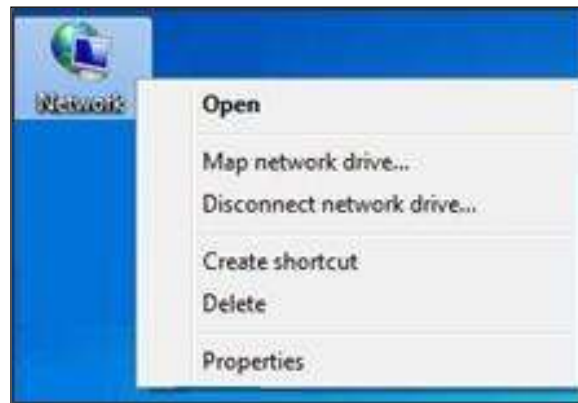 Network
Open
Map network drive...
Disconnect network drive...
Create shortcut
Delete
Properties